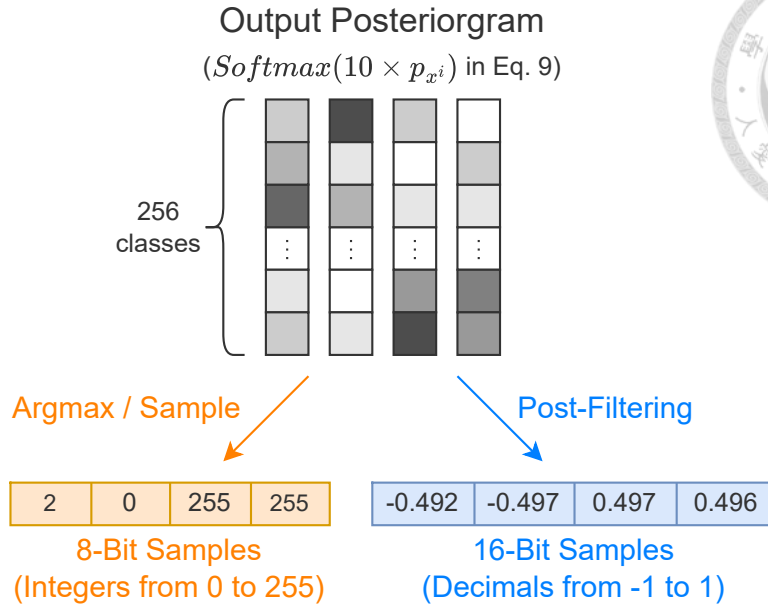 Output Posteriorgram
(Softmax(10 × p_{x^i}) in Eq. 9)
256
classes
⋮ ⋮ ⋮ ⋮
Argmax / Sample
Post-Filtering
2 0 255 255
-0.492 -0.497 0.497 0.496
8-Bit Samples
(Integers from 0 to 255)
16-Bit Samples
(Decimals from -1 to 1)